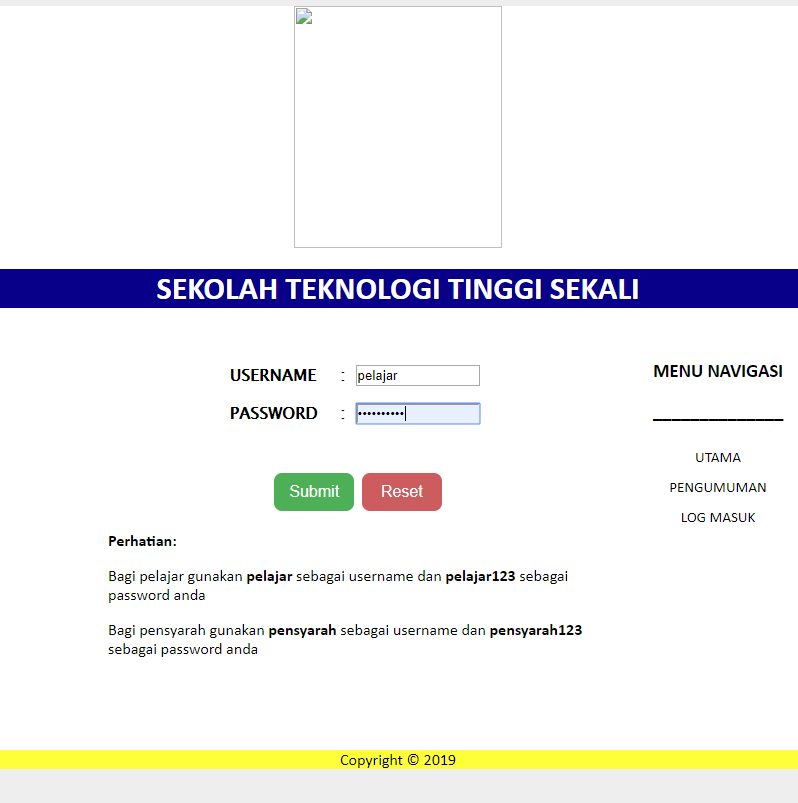 SEKOLAH TEKNOLOGI TINGGI SEKALI
USERNAME : pelajar
PASSWORD : ••••••••••
Submit Reset
Perhatian:
Bagi pelajar gunakan pelajar sebagai username dan pelajar123 sebagai
password anda
Bagi pensyarah gunakan pensyarah sebagai username dan pensyarah123
sebagai password anda
MENU NAVIGASI
______________
UTAMA
PENGUMUMAN
LOG MASUK
Copyright © 2019